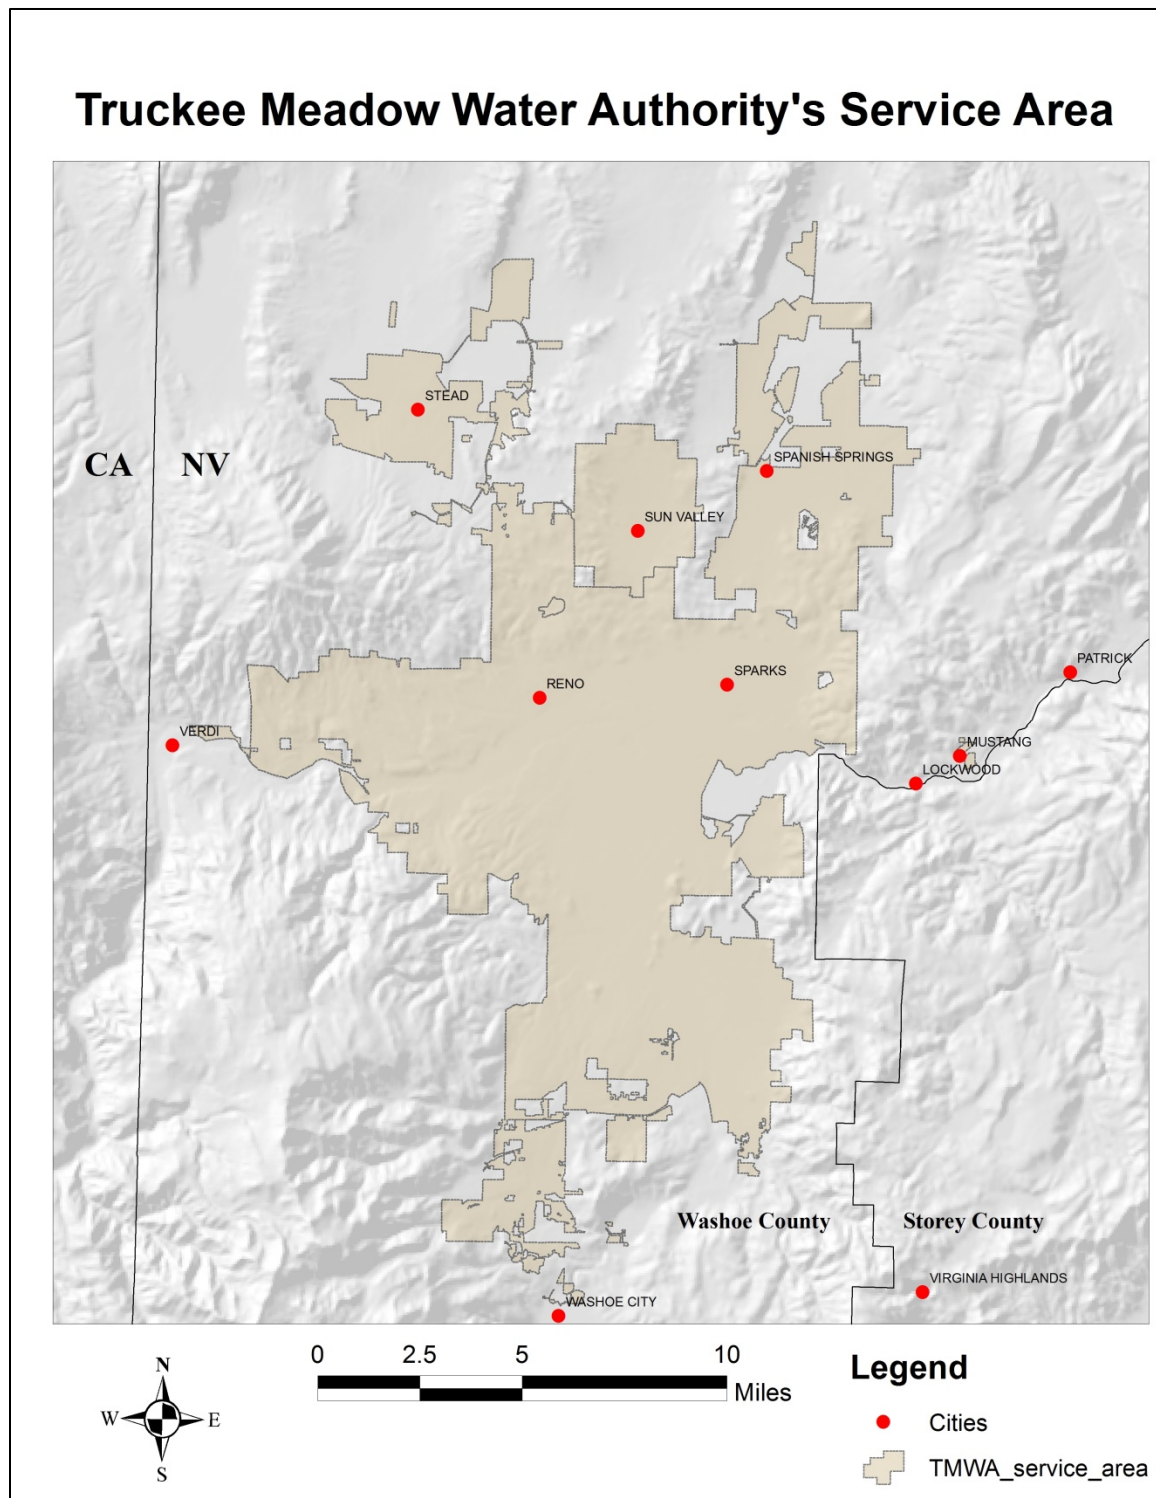 Truckee Meadow Water Authority's Service Area
STEAD
CA
NV
SPANISH SPRINGS
SUN VALLEY
PATRICK
SPARKS
RENO
VERDI
MUSTANG
LOCKWOOD
Washoe County
Storey County
VIRGINIA HIGHLANDS
WASHOE CITY
0 2.5 5 10
Miles
N
W E
S
Legend
Cities
TMWA_service_area